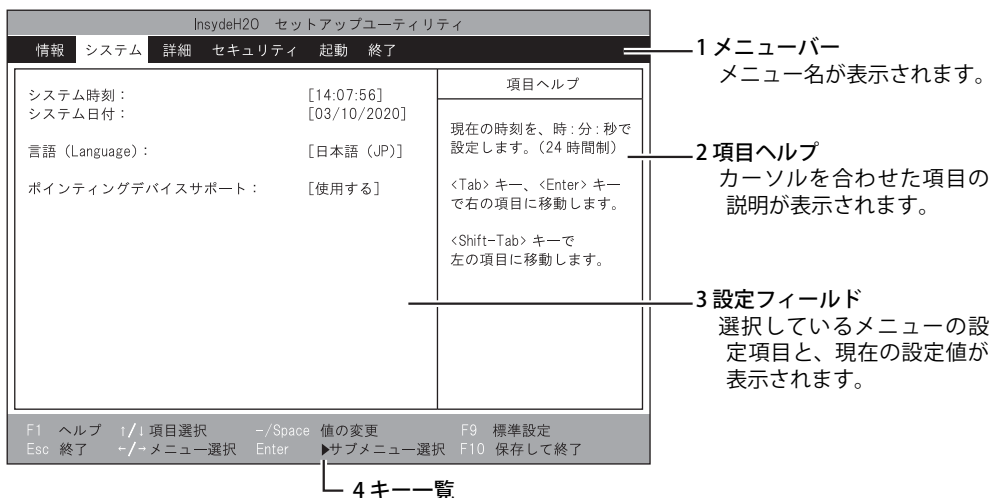 InsydeH2O セットアップユーティリティ
情報 システム 詳細 セキュリティ 起動 終了
システム時刻： [14:07:56]
システム日付： [03/10/2020]
言語（Language）： [日本語（JP）]
ポインティングデバイスサポート： [使用する]
項目ヘルプ
現在の時刻を、時：分：秒で
設定します。（24 時間制）
<Tab> キー、<Enter> キー
で右の項目に移動します。
<Shift-Tab> キーで
左の項目に移動します。
F1 ヘルプ ↑/↓ 項目選択 -/Space 値の変更 F9 標準設定
Esc 終了 ←/→ メニュー選択 Enter ▶サブメニュー選択 F10 保存して終了
1 メニューバー
メニュー名が表示されます。
2 項目ヘルプ
カーソルを合わせた項目の
説明が表示されます。
3 設定フィールド
選択しているメニューの設
定項目と、現在の設定値が
表示されます。
4 キー一覧